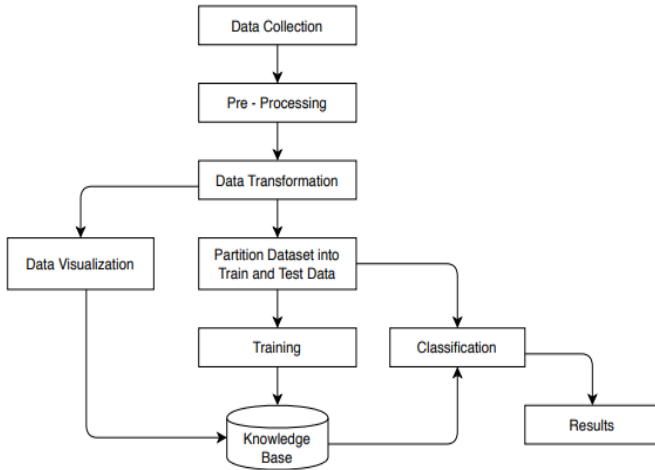 Data Collection
Pre - Processing
Data Transformation
Data Visualization
Partition Dataset into
Train and Test Data
Training
Classification
Knowledge
Base
Results